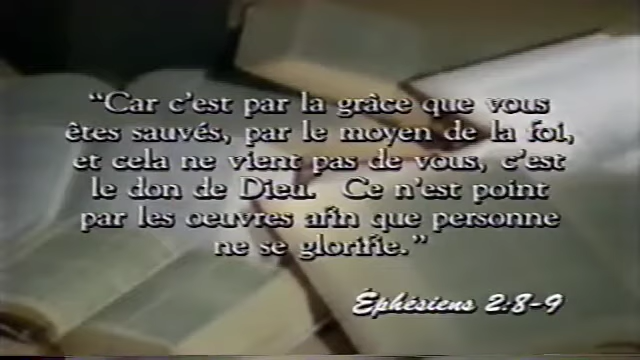 “Car c'est par la grâce que vous
êtes sauvés, par le moyen de la foi,
et cela ne vient pas de vous, c'est
le don de Dieu. Ce n'est point
par les oeuvres afin que personne
ne se glorifie.”
Éphésiens 2:8-9